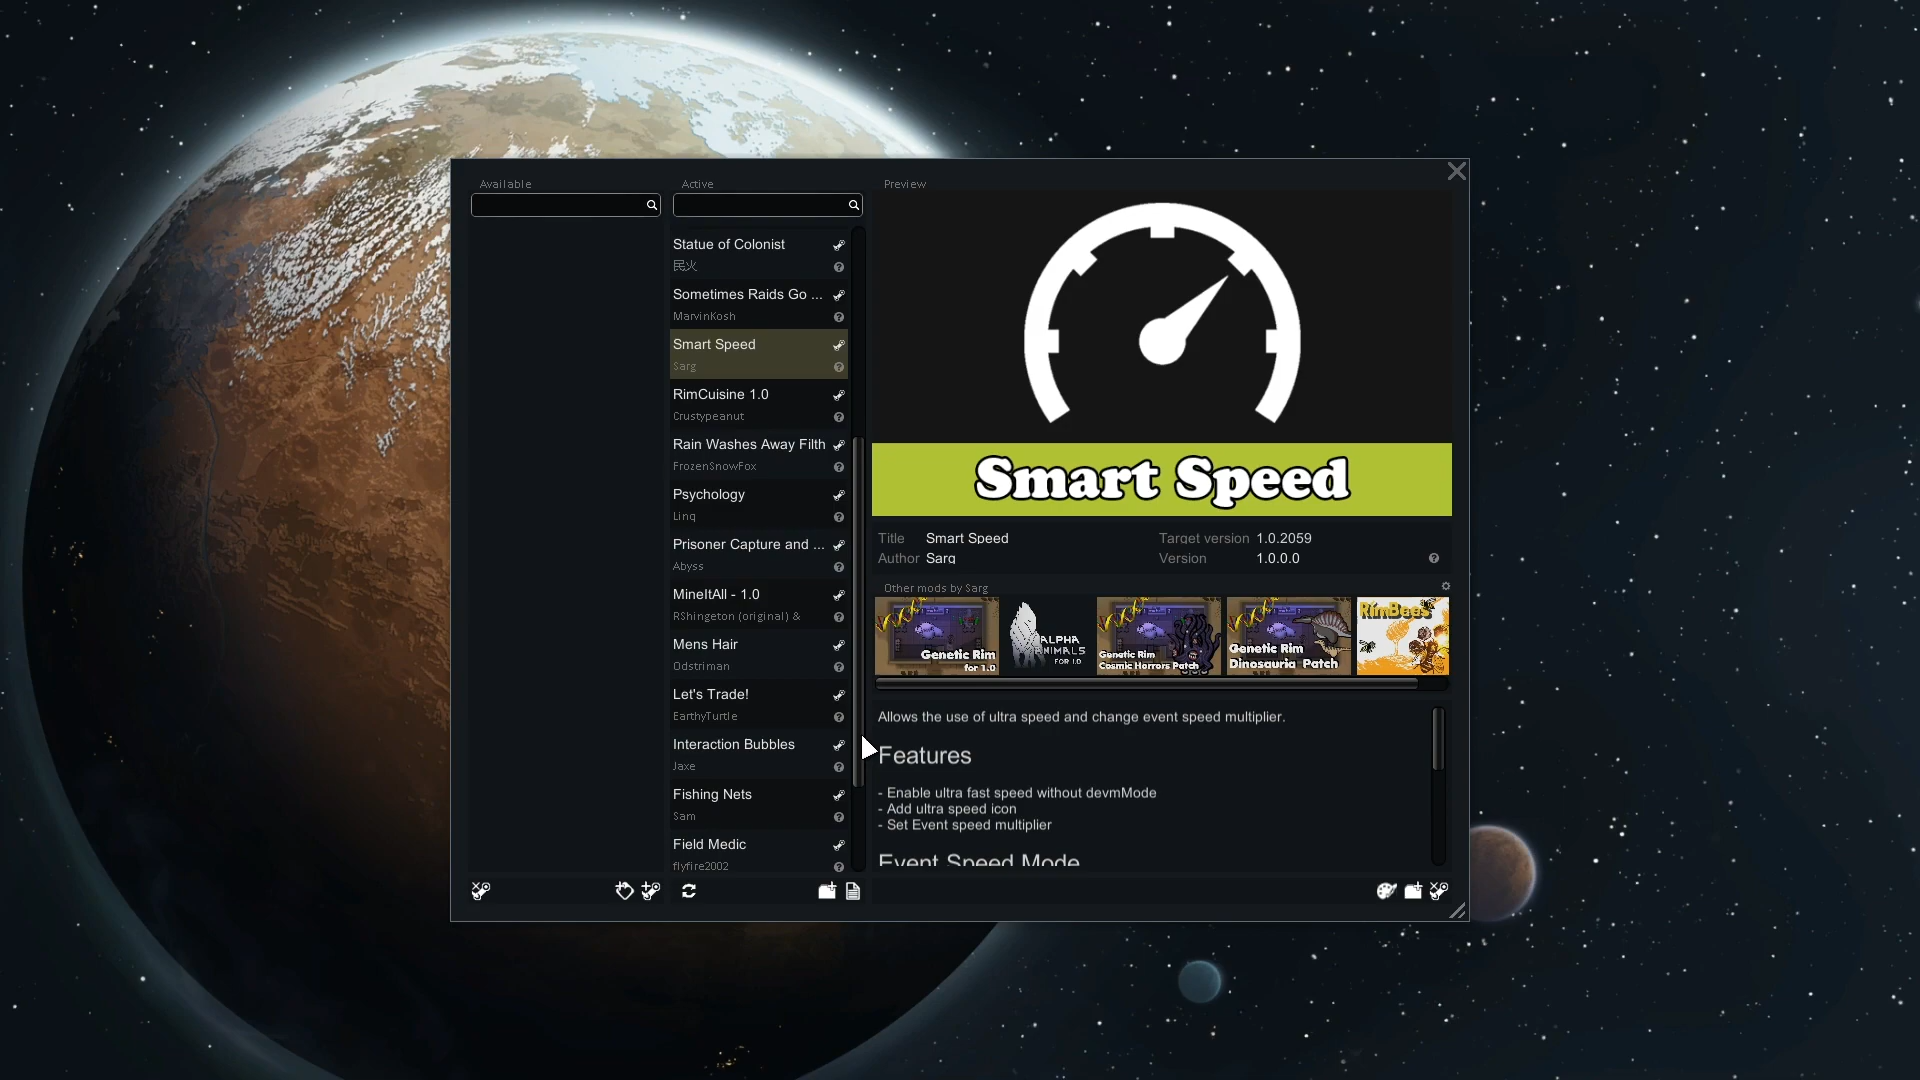 Available
Active
Preview
Statue of Colonist
民火
Sometimes Raids Go ...
MarvinKosh
Smart Speed
Sarg
RimCuisine 1.0
Crustypeanut
Rain Washes Away Filth
FrozenSnowFox
Psychology
Linq
Prisoner Capture and ...
Abyss
MineItAll - 1.0
RShingeton (original) &
Mens Hair
Odstriman
Let's Trade!
EarthyTurtle
Interaction Bubbles
Jaxe
Fishing Nets
Sam
Field Medic
flyfire2002
Smart Speed
Title Smart Speed
Target version 1.0.2059
Author Sarg
Version 1.0.0.0
Other mods by Sarg
Genetic Rim
for 1.0
ALPHA
ANIMALS
FOR 1.0
Genetic Rim
Cosmic Horrors Patch
Genetic Rim
Dinosauria Patch
RimBees
Allows the use of ultra speed and change event speed multiplier.
Features
- Enable ultra fast speed without devmMode
- Add ultra speed icon
- Set Event speed multiplier
Event Speed Mode